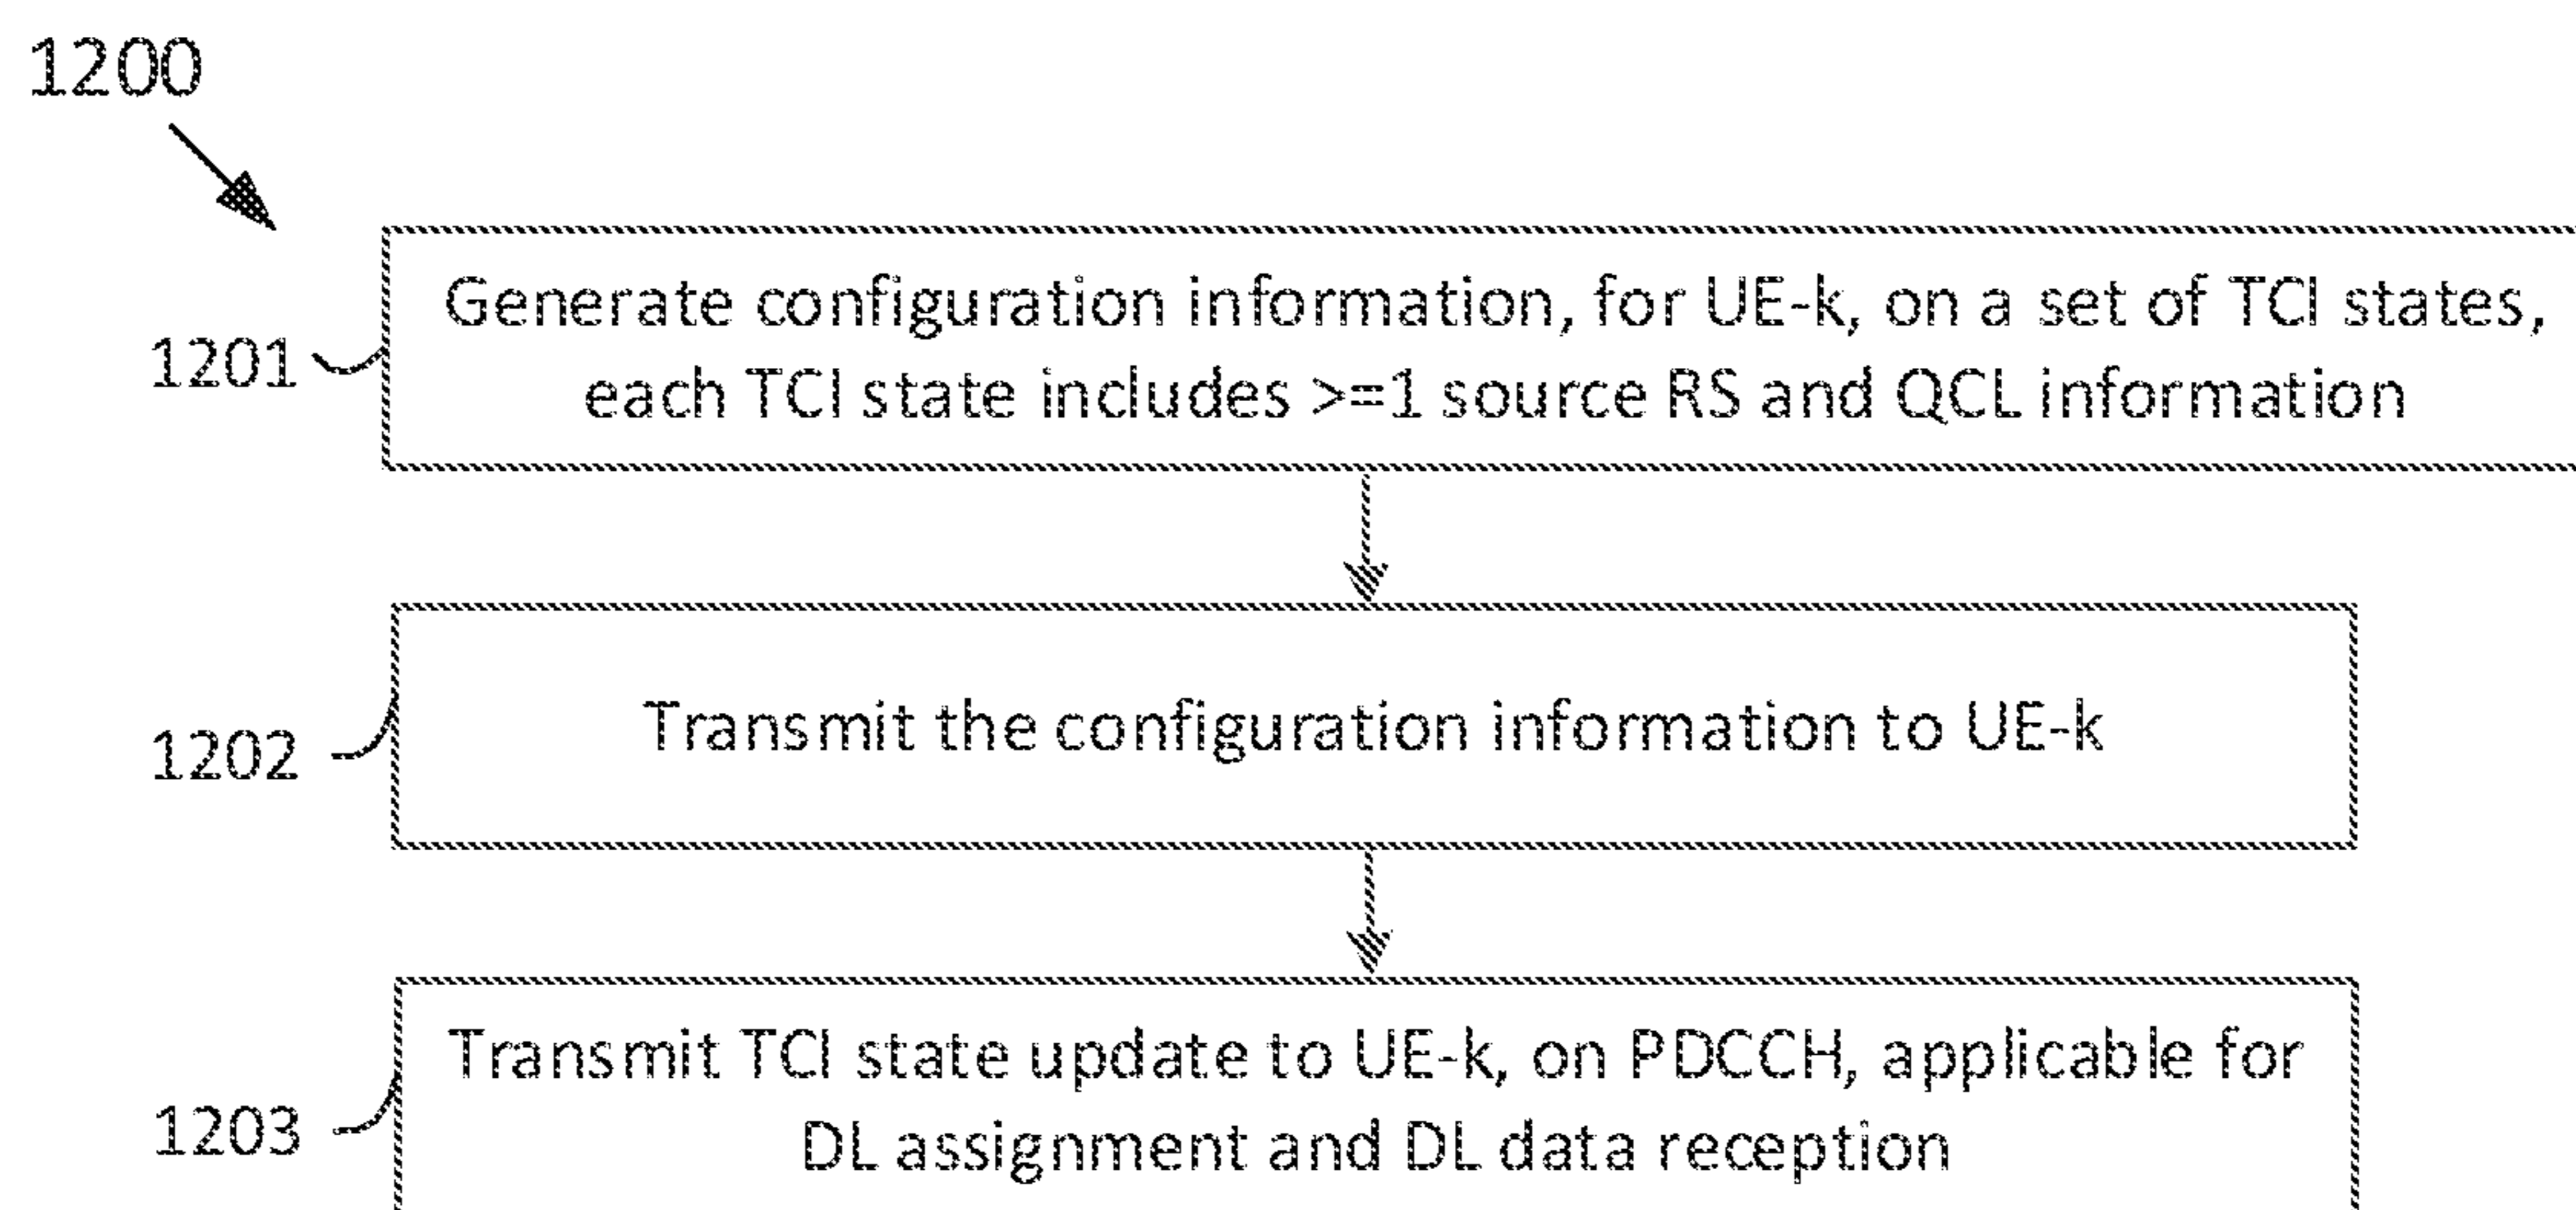 1200
Generate configuration information, for UE-k, on a set of TCI states,
each TCI state includes >=1 source RS and QCL information
1201
Transmit the configuration information to UE-k
1202
Transmit TCI state update to UE-k, on PDCCH, applicable for
DL assignment and DL data reception
1203